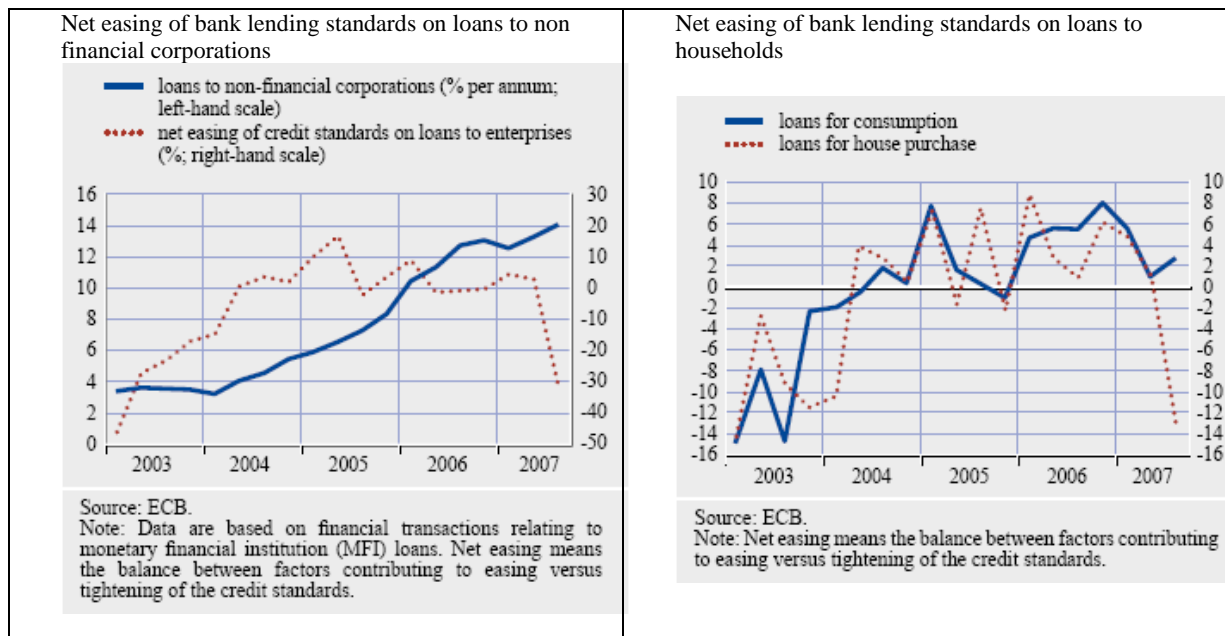 Net easing of bank lending standards on loans to non
financial corporations
loans to non-financial corporations (% per annum;
left-hand scale)
net easing of credit standards on loans to enterprises
(%; right-hand scale)
16
14
12
10
8
6
4
2
0
30
20
10
0
-10
-20
-30
-40
-50
2003 2004 2005 2006 2007
Source: ECB.
Note: Data are based on financial transactions relating to
monetary financial institution (MFI) loans. Net easing means
the balance between factors contributing to easing versus
tightening of the credit standards.
Net easing of bank lending standards on loans to
households
loans for consumption
loans for house purchase
10
8
6
4
2
0
-2
-4
-6
-8
-10
-12
-14
-16
10
8
6
4
2
0
-2
-4
-6
-8
-10
-12
-14
-16
2003 2004 2005 2006 2007
Source: ECB.
Note: Net easing means the balance between factors contributing
to easing versus tightening of the credit standards.